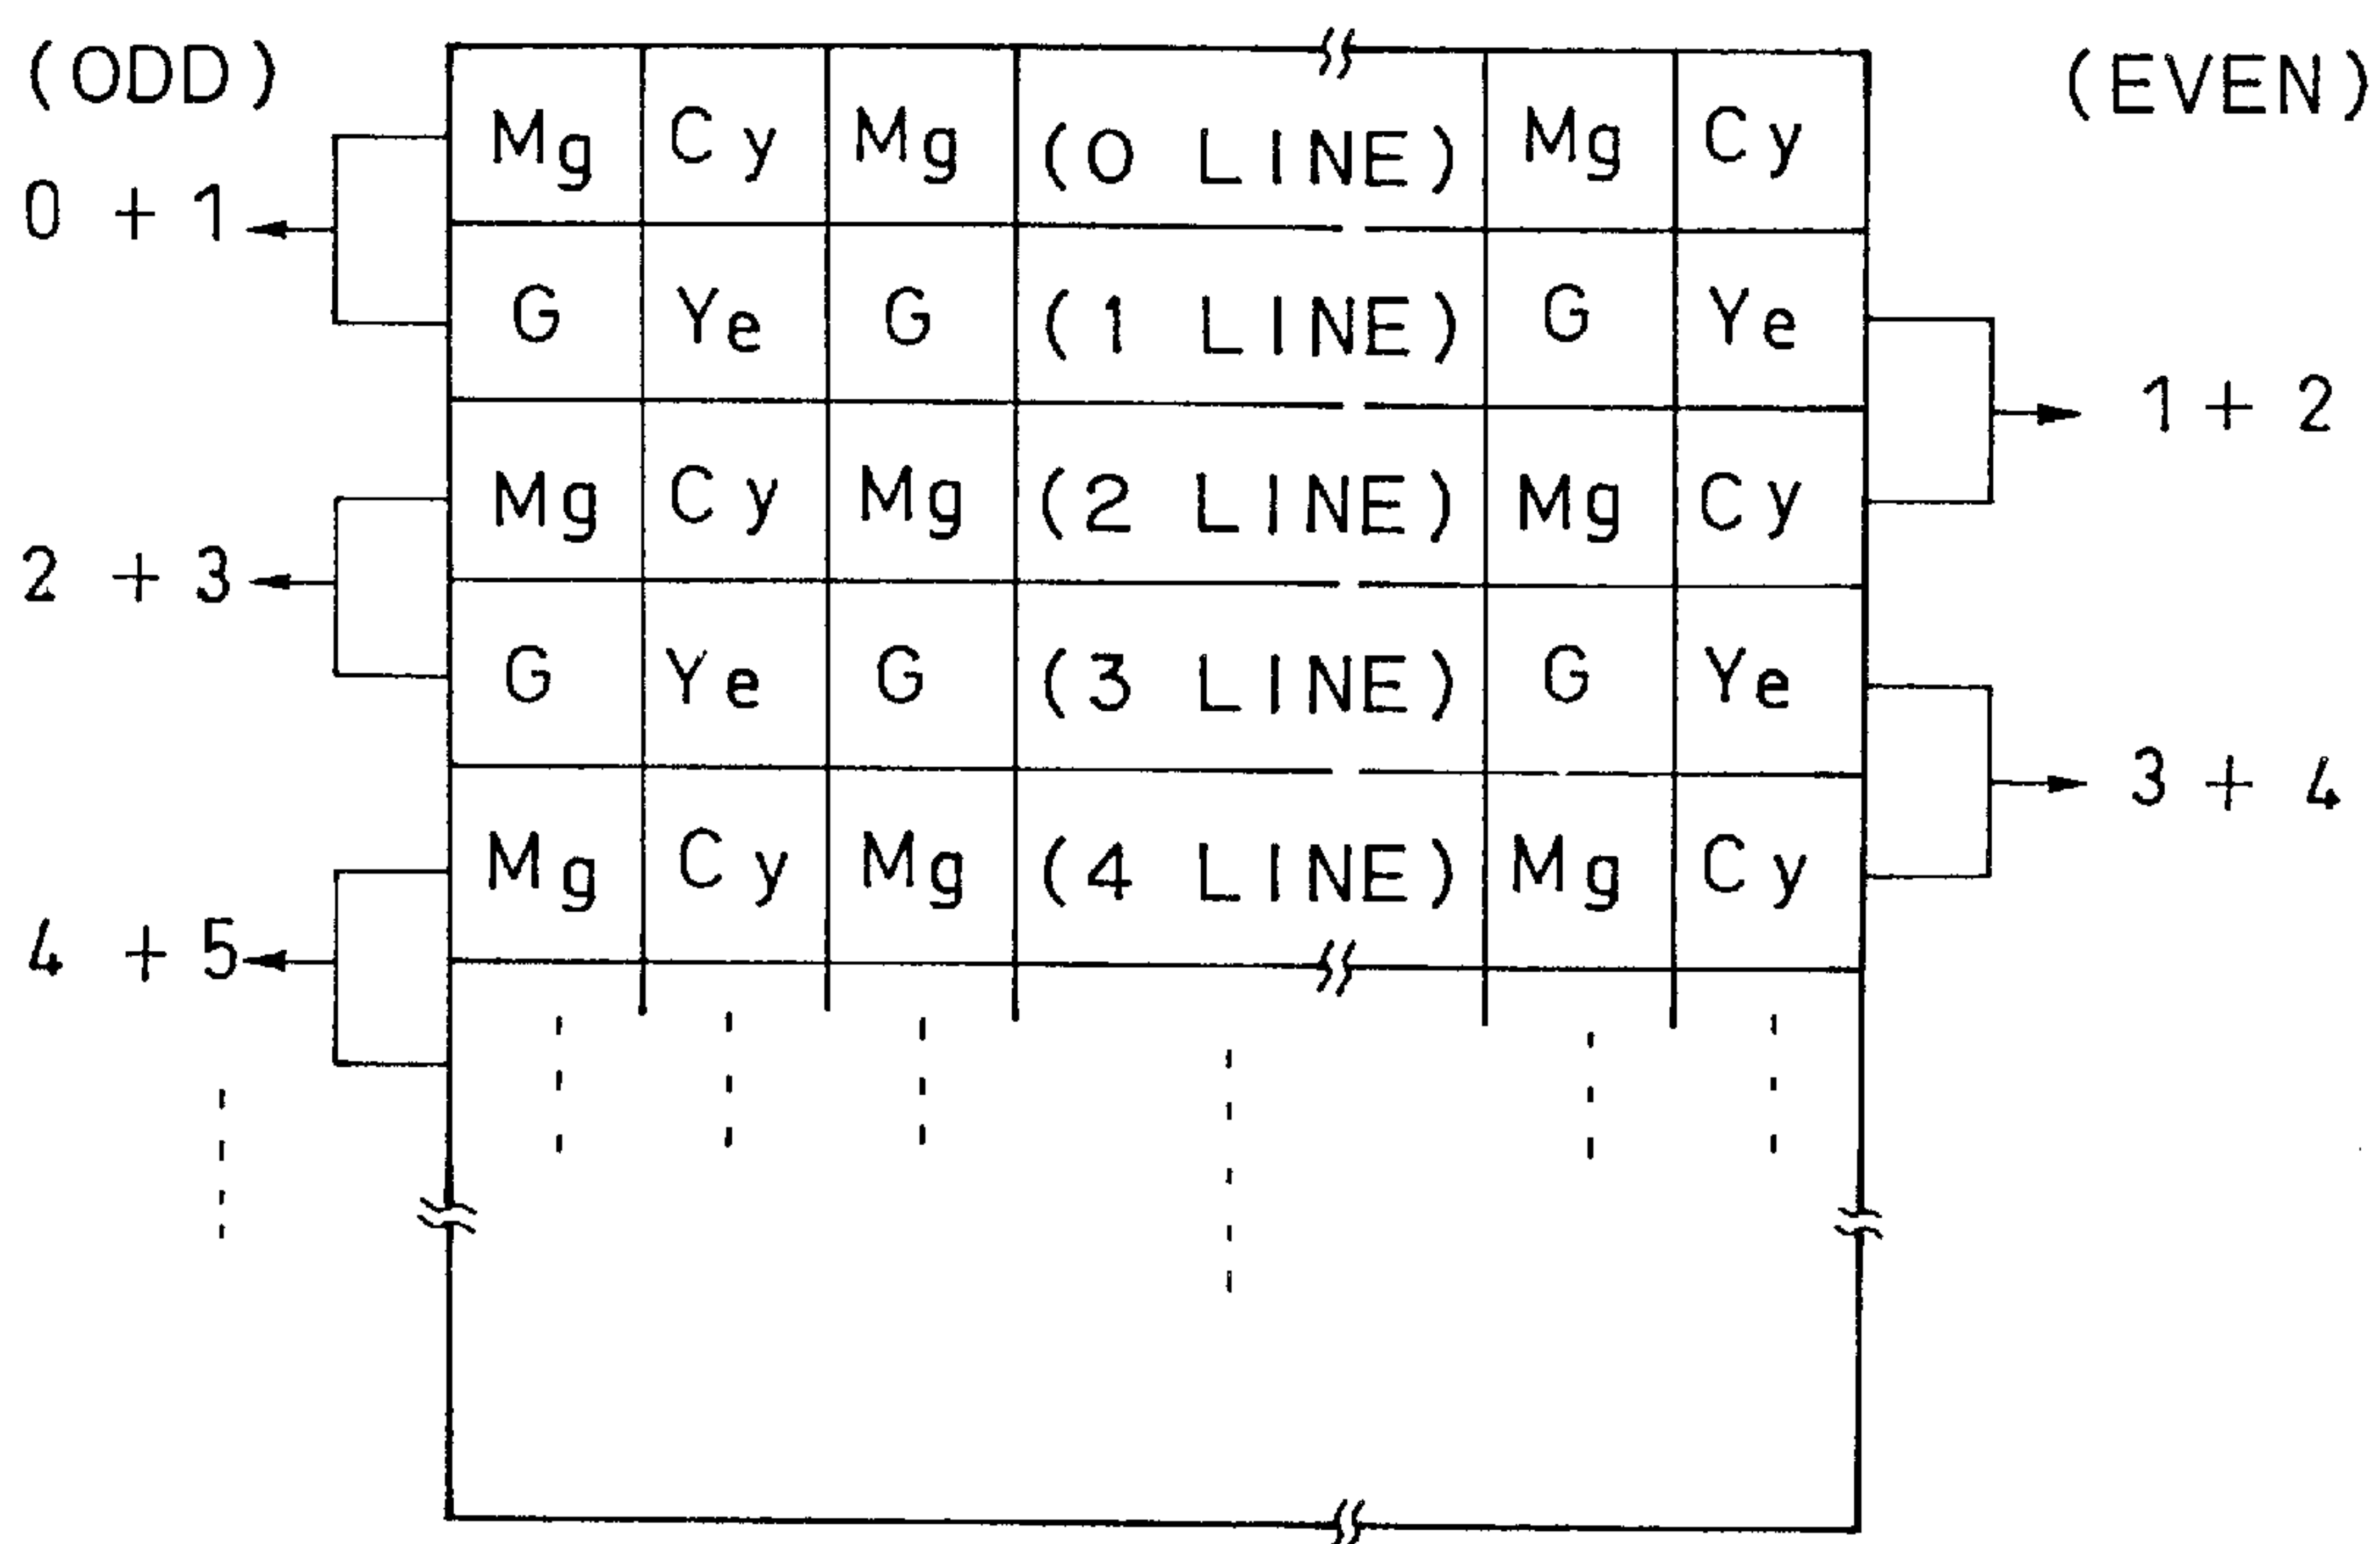 (ODD) (EVEN)
Mg Cy Mg (0 LINE) Mg Cy
0 + 1
G Ye G (1 LINE) G Ye
1 + 2
Mg Cy Mg (2 LINE) Mg Cy
2 + 3
G Ye G (3 LINE) G Ye
3 + 4
Mg Cy Mg (4 LINE) Mg Cy
4 + 5